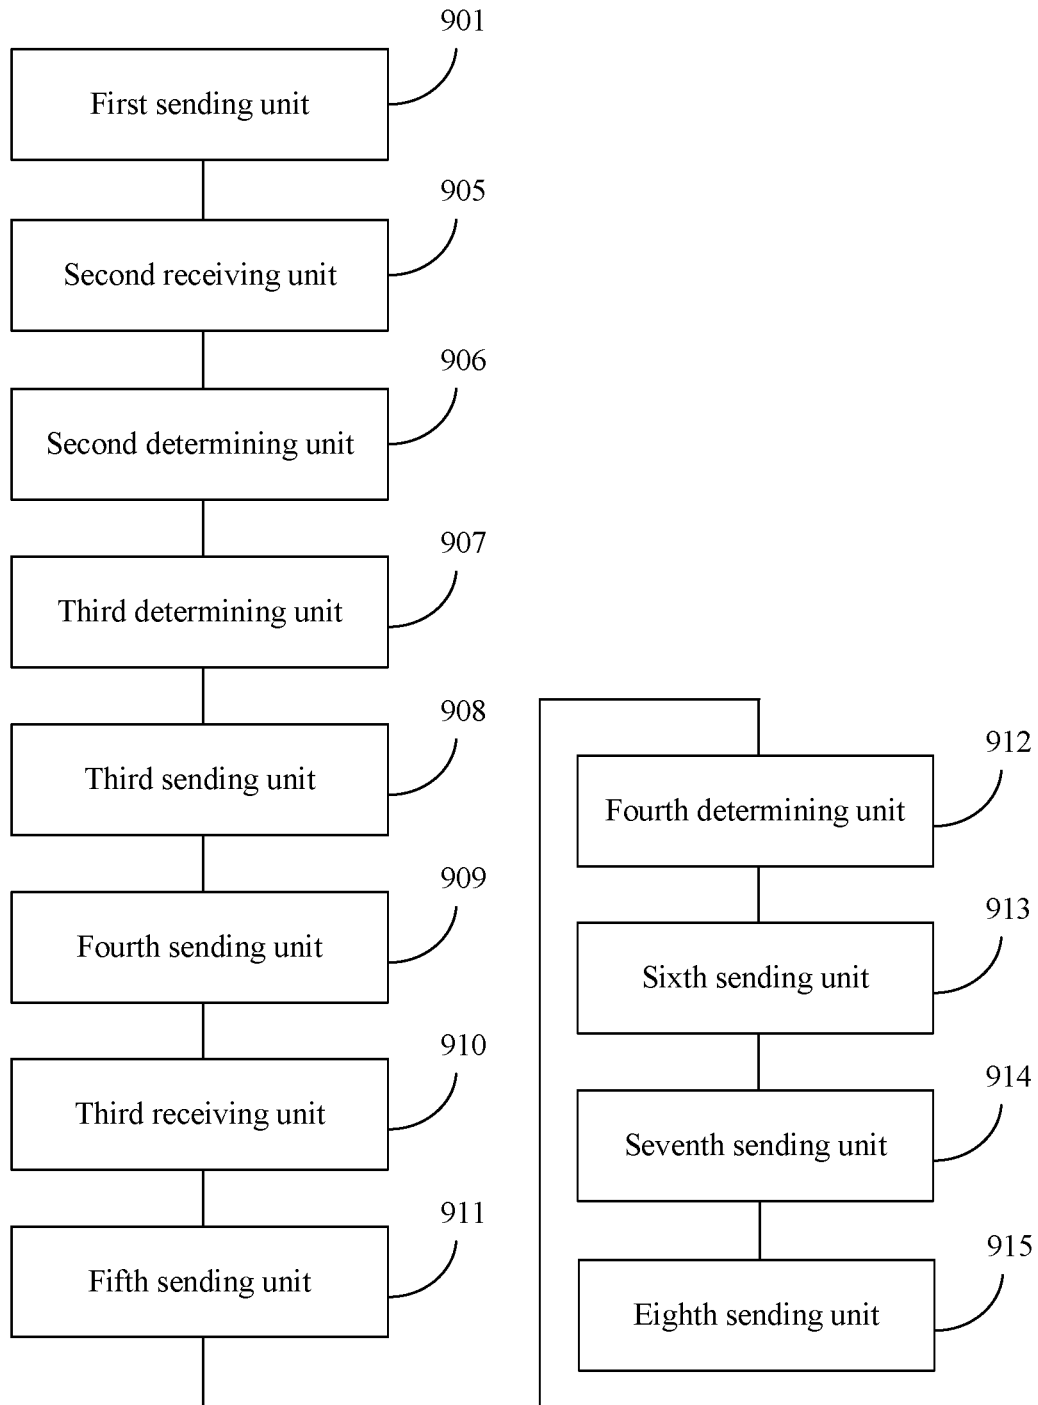 901
First sending unit
905
Second receiving unit
906
Second determining unit
907
Third determining unit
908
Third sending unit
909
Fourth sending unit
910
Third receiving unit
911
Fifth sending unit
912
Fourth determining unit
913
Sixth sending unit
914
Seventh sending unit
915
Eighth sending unit